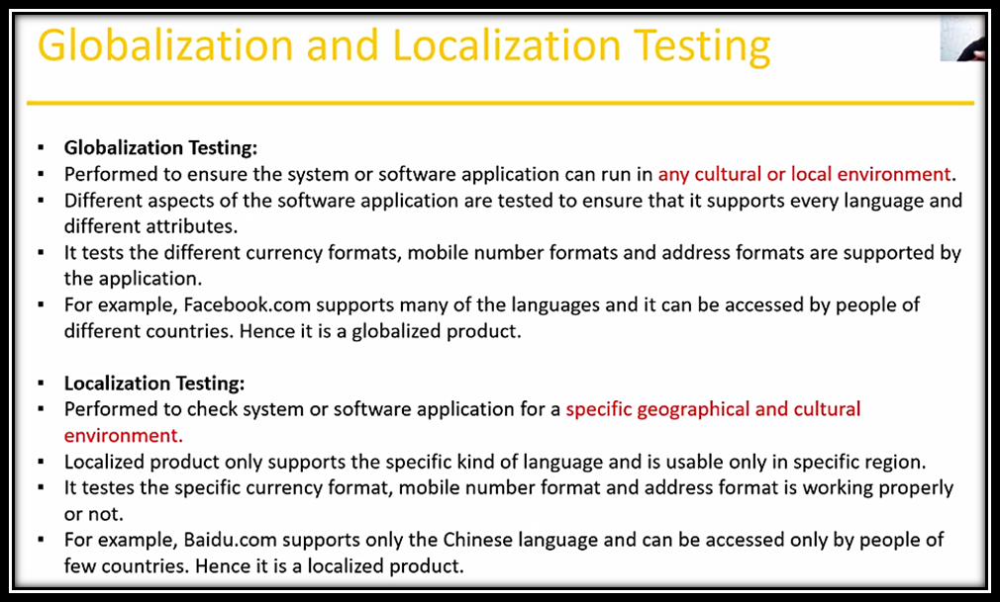 Globalization and Localization Testing
▪ Globalization Testing:
▪ Performed to ensure the system or software application can run in any cultural or local environment.
▪ Different aspects of the software application are tested to ensure that it supports every language and
different attributes.
▪ It tests the different currency formats, mobile number formats and address formats are supported by
the application.
▪ For example, Facebook.com supports many of the languages and it can be accessed by people of
different countries. Hence it is a globalized product.
▪ Localization Testing:
▪ Performed to check system or software application for a specific geographical and cultural
environment.
▪ Localized product only supports the specific kind of language and is usable only in specific region.
▪ It testes the specific currency format, mobile number format and address format is working properly
or not.
▪ For example, Baidu.com supports only the Chinese language and can be accessed only by people of
few countries. Hence it is a localized product.